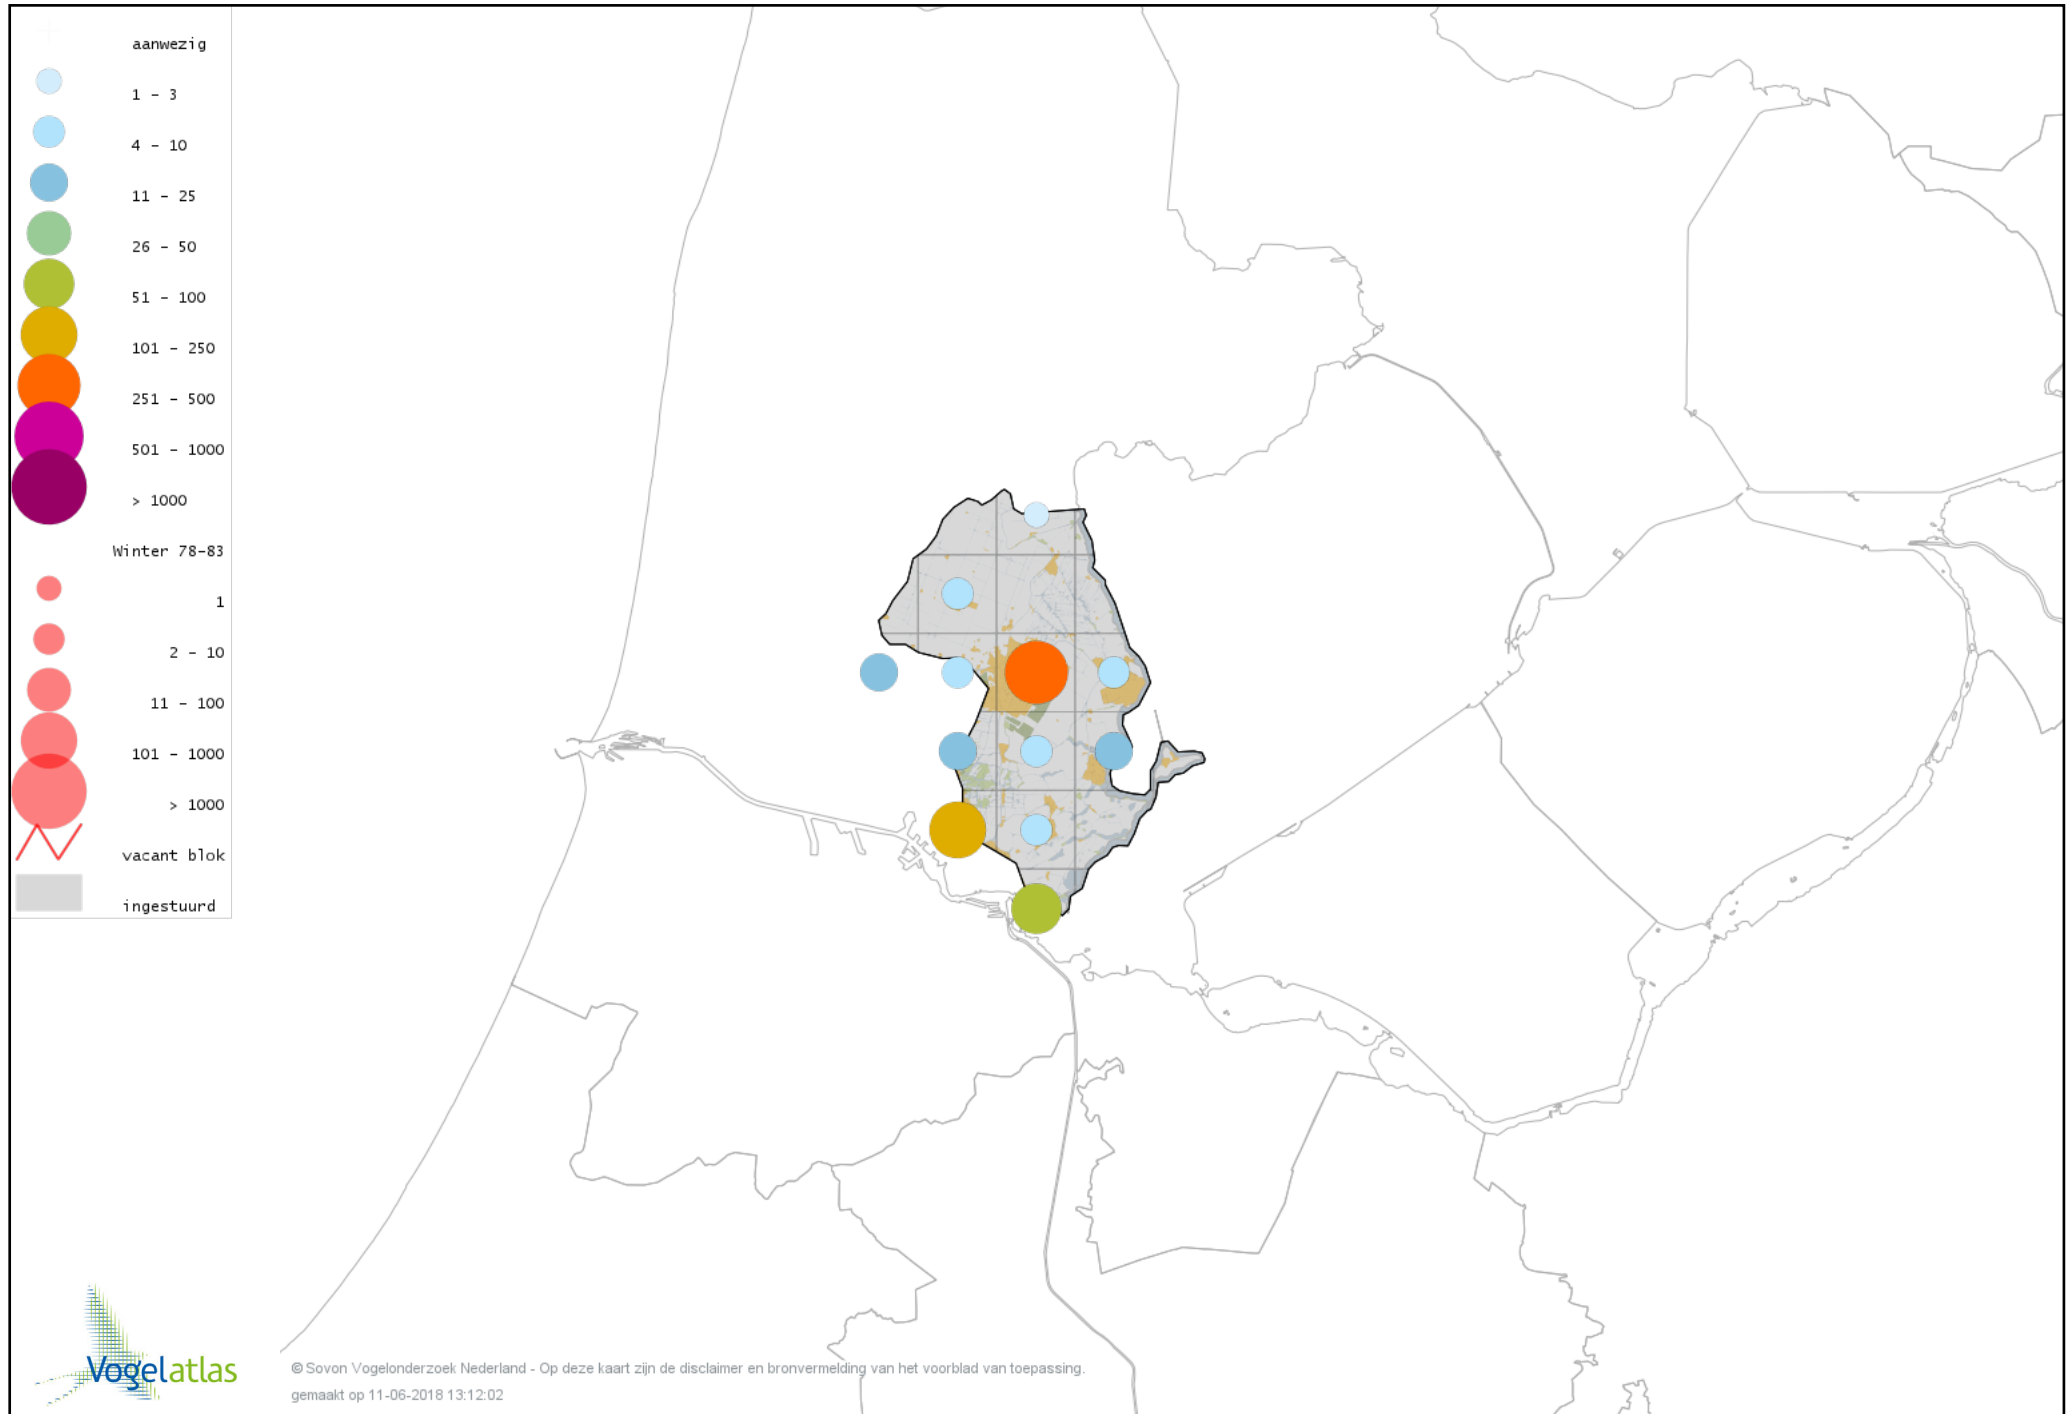 aanwezig
1 - 3
4 - 10
11 - 25
26 - 50
51 - 100
101 - 250
251 - 500
501 - 1000
> 1000
Winter 78-83
1
2 - 10
11 - 100
101 - 1000
> 1000
vacant blok
ingestuurd
Vogelatlas
© Sovon Vogelonderzoek Nederland - Op deze kaart zijn de disclaimer en bronvermelding van het voorblad van toepassing.
gemaakt op 11-06-2018 13:12:02